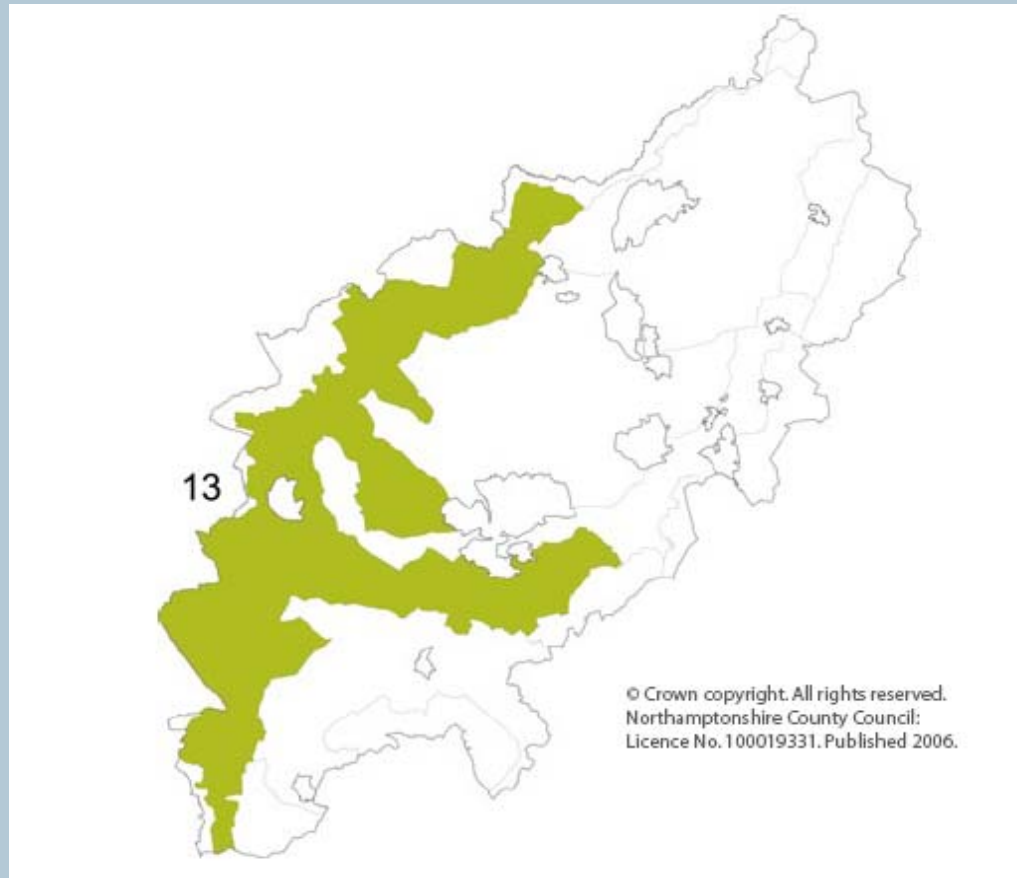 13
© Crown copyright. All rights reserved.
Northamptonshire County Council:
Licence No. 100019331. Published 2006.